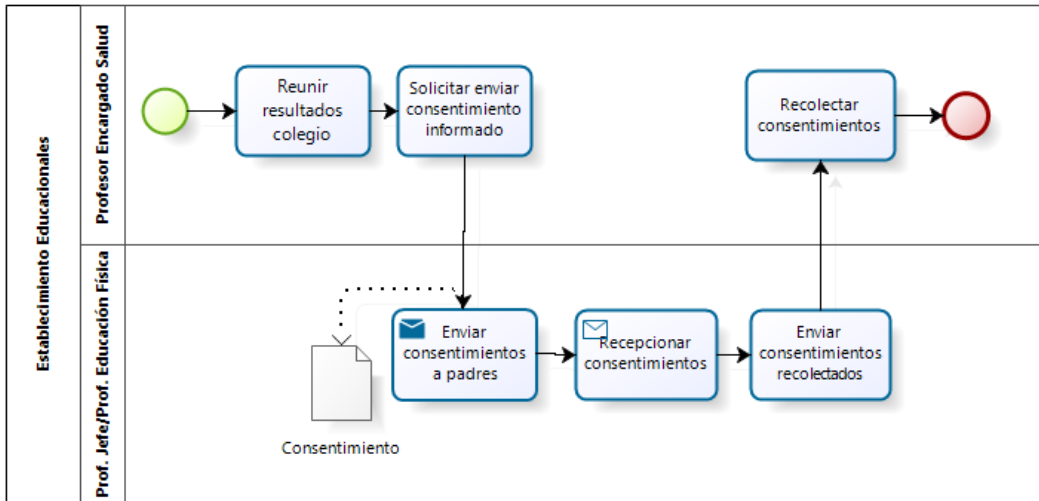 Establecimiento Educacionales
Profesor Encargado Salud
Reunir
resultados
colegio
Solicitar enviar
consentimiento
informado
Recolectar
consentimientos
Prof. Jefe/Prof. Educación Física
Consentimiento
Enviar
consentimientos
a padres
Recepcionar
consentimientos
Enviar
consentimientos
recolectados